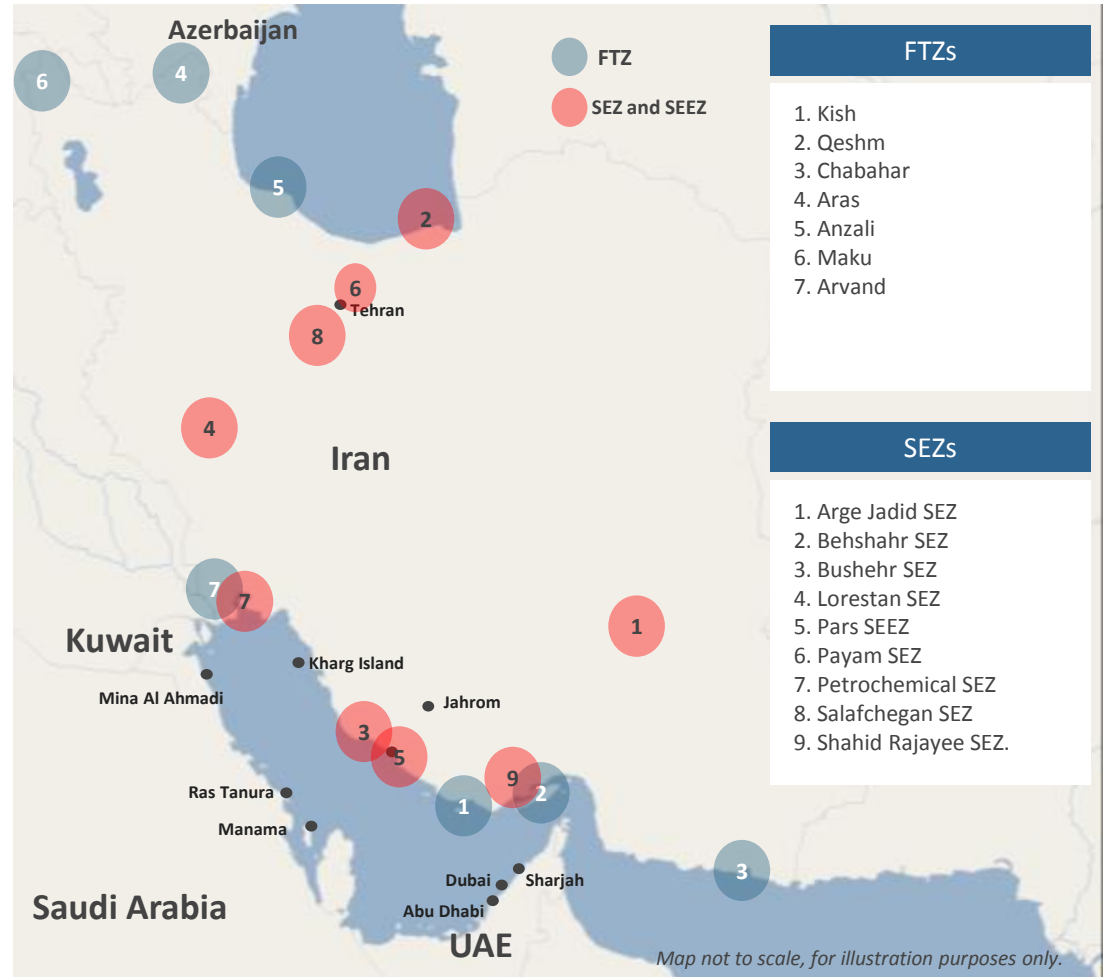 Azerbaijan
6
4
FTZ
SEZ and SEEZ
5
2
6
Tehran
8
4
Iran
7
7
1
Kuwait
Kharg Island
Mina Al Ahmadi
Jahrom
3
5
9
2
1
Ras Tanura
Manama
3
Dubai
Sharjah
Abu Dhabi
Saudi Arabia
UAE
Map not to scale, for illustration purposes only.
FTZs
1. Kish
2. Qeshm
3. Chabahar
4. Aras
5. Anzali
6. Maku
7. Arvand
SEZs
1. Arge Jadid SEZ
2. Behshahr SEZ
3. Bushehr SEZ
4. Lorestan SEZ
5. Pars SEEZ
6. Payam SEZ
7. Petrochemical SEZ
8. Salafchegan SEZ
9. Shahid Rajayee SEZ.